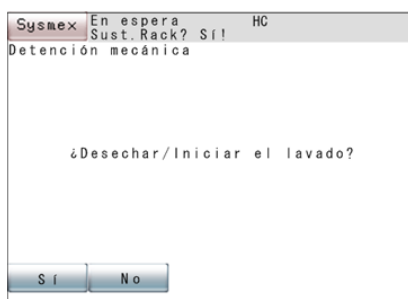 Sysmex En espera HC
Sust.Rack? Sí!
Detención mecánica
¿Desechar/Iniciar el lavado?
Sí No